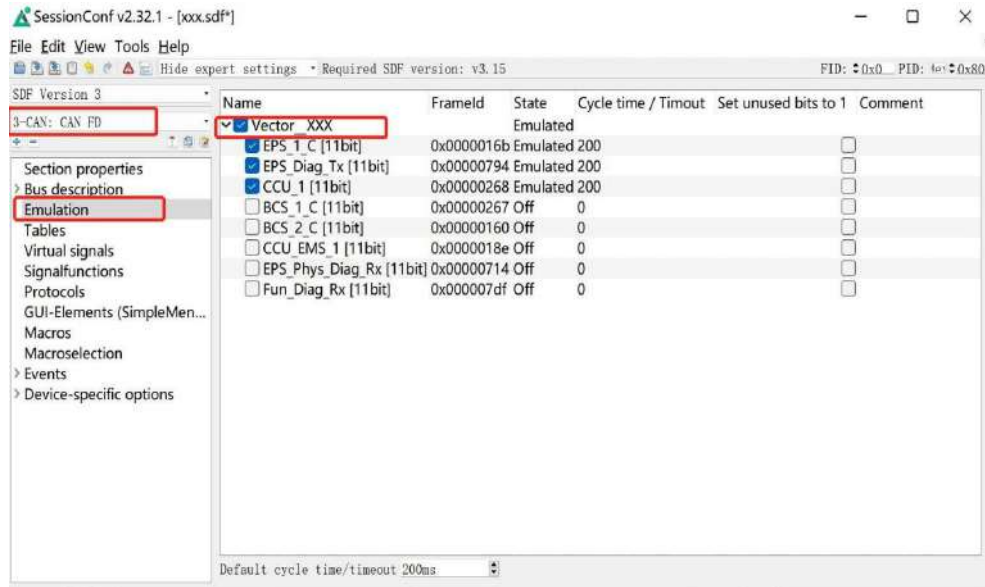 SessionConf v2.32.1 - [xxx.sdf*]
File Edit View Tools Help
Hide expert settings Required SDF version: v3.15 FID: 0x0 PID: 0x80
SDF Version 3
3-CAN: CAN FD
Section properties
Bus description
Emulation
Tables
Virtual signals
Signalfunctions
Protocols
GUI-Elements (SimpleMen...
Macros
Macroselection
Events
Device-specific options
Name FrameId State Cycle time / Timout Set unused bits to 1 Comment
Vector_XXX Emulated
EPS_1_C [11bit] 0x0000016b Emulated 200
EPS_Diag_Tx [11bit] 0x00000794 Emulated 200
CCU_1 [11bit] 0x00000268 Emulated 200
BCS_1_C [11bit] 0x00000267 Off 0
BCS_2_C [11bit] 0x00000160 Off 0
CCU_EMS_1 [11bit] 0x0000018e Off 0
EPS_Phys_Diag_Rx [11bit] 0x00000714 Off 0
Fun_Diag_Rx [11bit] 0x000007df Off 0
Default cycle time/timeout 200ms